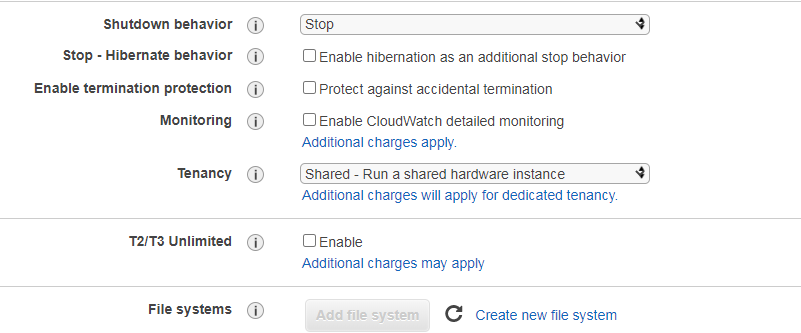 Shutdown behavior i Stop
Stop - Hibernate behavior i Enable hibernation as an additional stop behavior
Enable termination protection i Protect against accidental termination
Monitoring i Enable CloudWatch detailed monitoring
Additional charges apply.
Tenancy i Shared - Run a shared hardware instance
Additional charges will apply for dedicated tenancy.
T2/T3 Unlimited i Enable
Additional charges may apply
File systems i Add file system Create new file system